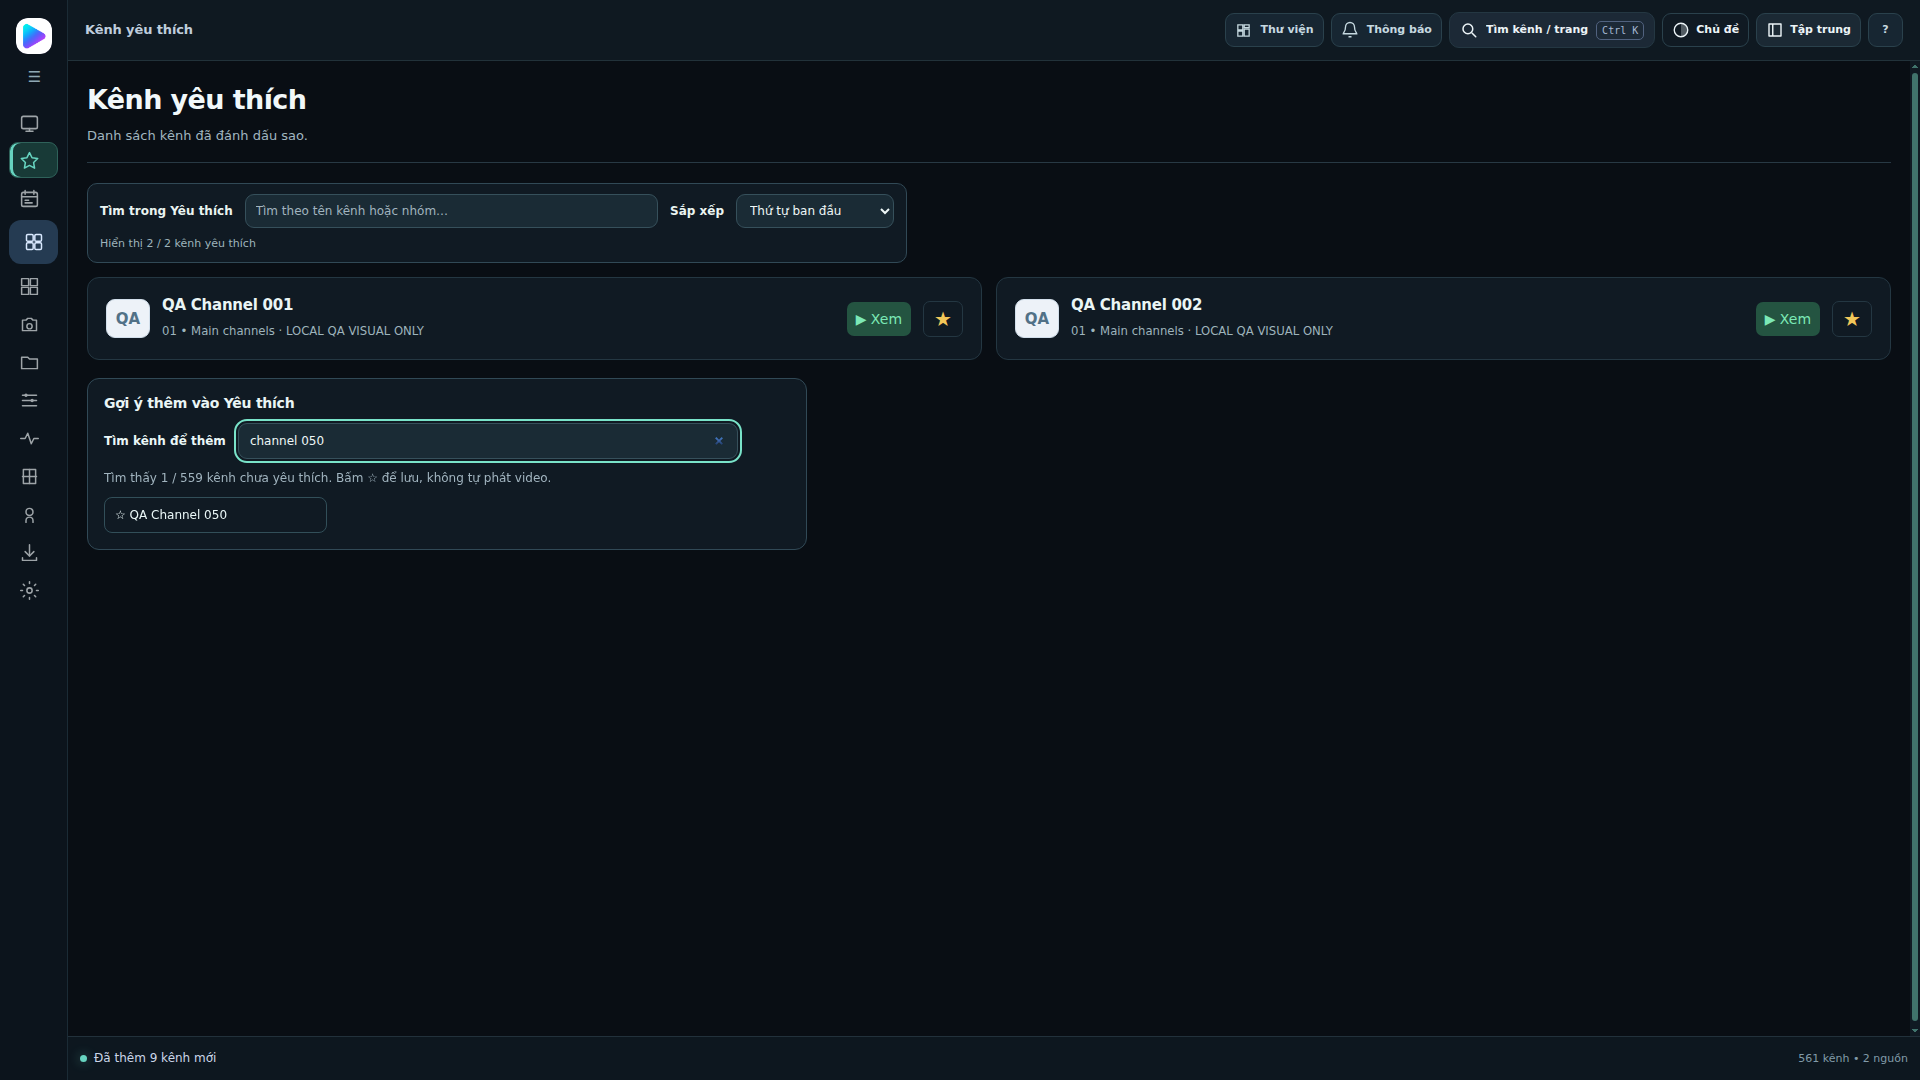 Kênh yêu thích
Thư viện
Thông báo
Tìm kênh / trang Ctrl K
Chủ đề
Tập trung
?
Kênh yêu thích
Danh sách kênh đã đánh dấu sao.
Tìm trong Yêu thích
Tìm theo tên kênh hoặc nhóm...
Sắp xếp
Thứ tự ban đầu
Hiển thị 2 / 2 kênh yêu thích
QA
QA Channel 001
01 • Main channels · LOCAL QA VISUAL ONLY
▶ Xem
★
QA
QA Channel 002
01 • Main channels · LOCAL QA VISUAL ONLY
▶ Xem
★
Gợi ý thêm vào Yêu thích
Tìm kênh để thêm
channel 050
Tìm thấy 1 / 559 kênh chưa yêu thích. Bấm ☆ để lưu, không tự phát video.
☆ QA Channel 050
Đã thêm 9 kênh mới
561 kênh • 2 nguồn